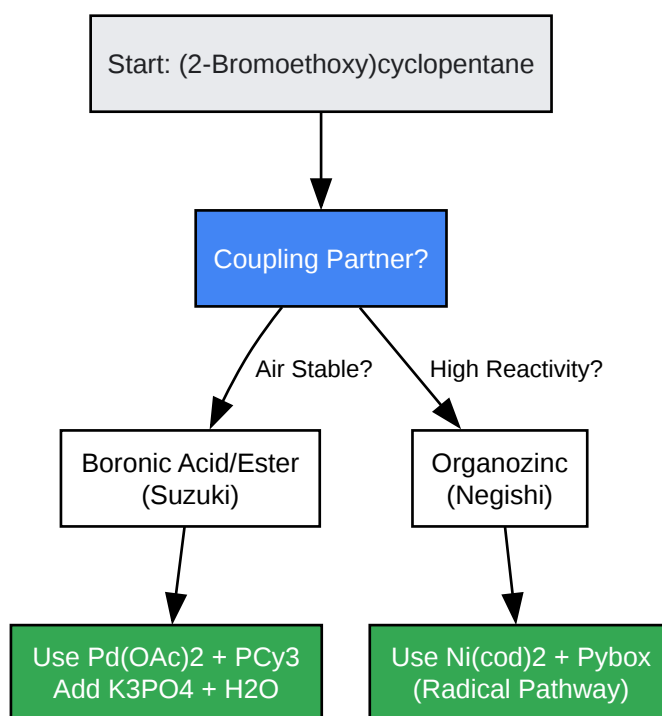 Start: (2-Bromoethoxy)cyclopentane
Coupling Partner?
Air Stable?
High Reactivity?
Boronic Acid/Ester
(Suzuki)
Organozinc
(Negishi)
Use Pd(OAc)2 + PCy3
Add K3PO4 + H2O
Use Ni(cod)2 + Pybox
(Radical Pathway)